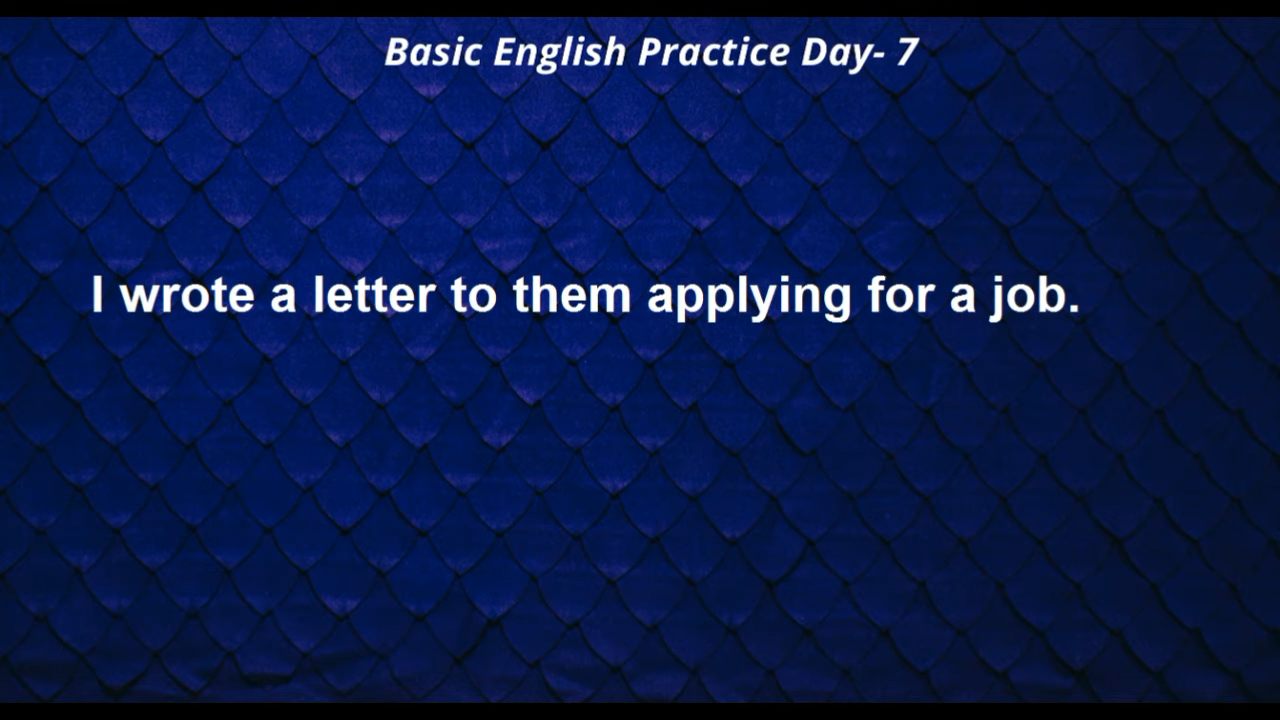 Basic English Practice Day- 7
I wrote a letter to them applying for a job.